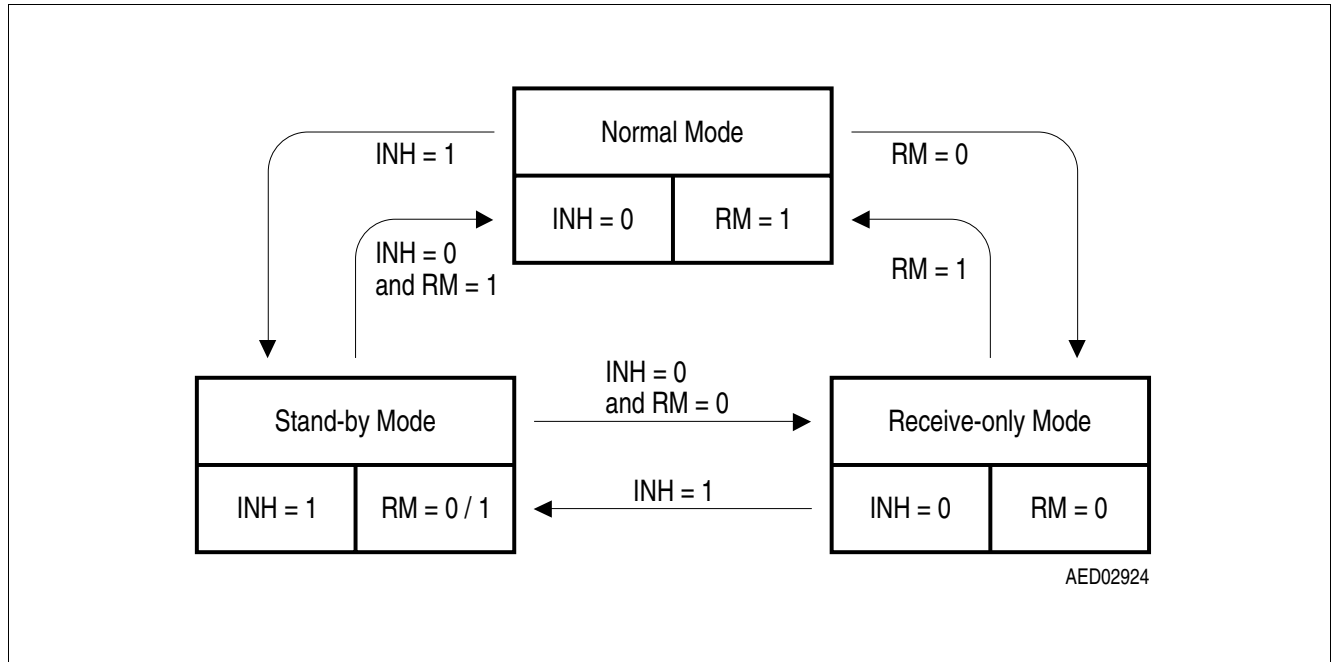 Normal Mode
INH = 1
RM = 0
INH = 0
RM = 1
INH = 0
and RM = 1
RM = 1
INH = 0
and RM = 0
Stand-by Mode
Receive-only Mode
INH = 1
INH = 1
RM = 0 / 1
INH = 0
RM = 0
AED02924